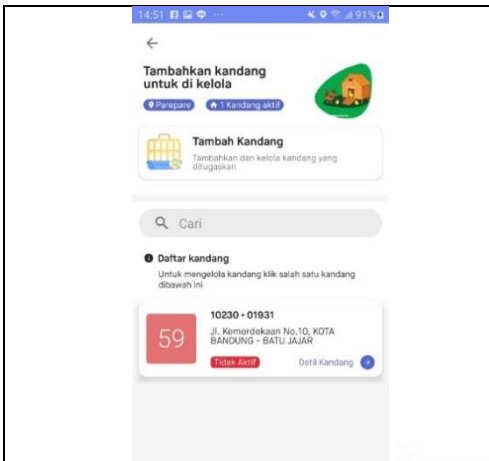 14:51
91%
Tambahkan kandang
untuk di kelola
Parepare
1 Kandang aktif
Tambah Kandang
Tambahkan dan kelola kandang yang
ditugaskan
Cari
Daftar kandang
Untuk mengelola kandang klik salah satu kandang
dibawah ini
59
10230 • 01931
Jl. Kemerdekaan No.10, KOTA
BANDUNG - BATU JAJAR
Tidak Aktif
Detil Kandang